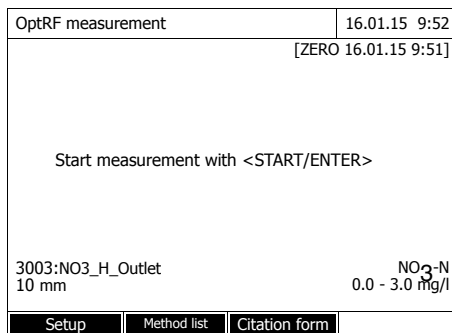 OptRF measurement 16.01.15 9:52
[ZERO 16.01.15 9:51]
Start measurement with <START/ENTER>
3003:NO3_H_Outlet NO3-N
10 mm 0.0 - 3.0 mg/l
Setup Method list Citation form